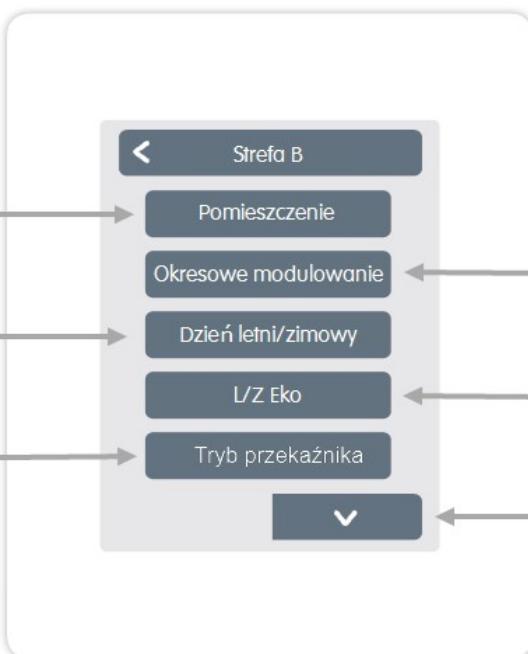 Strefa B
Pomieszczenie
Okresowe modulowanie
Dzień letni/zimowy
L/Z Eko
Tryb przekaźnika